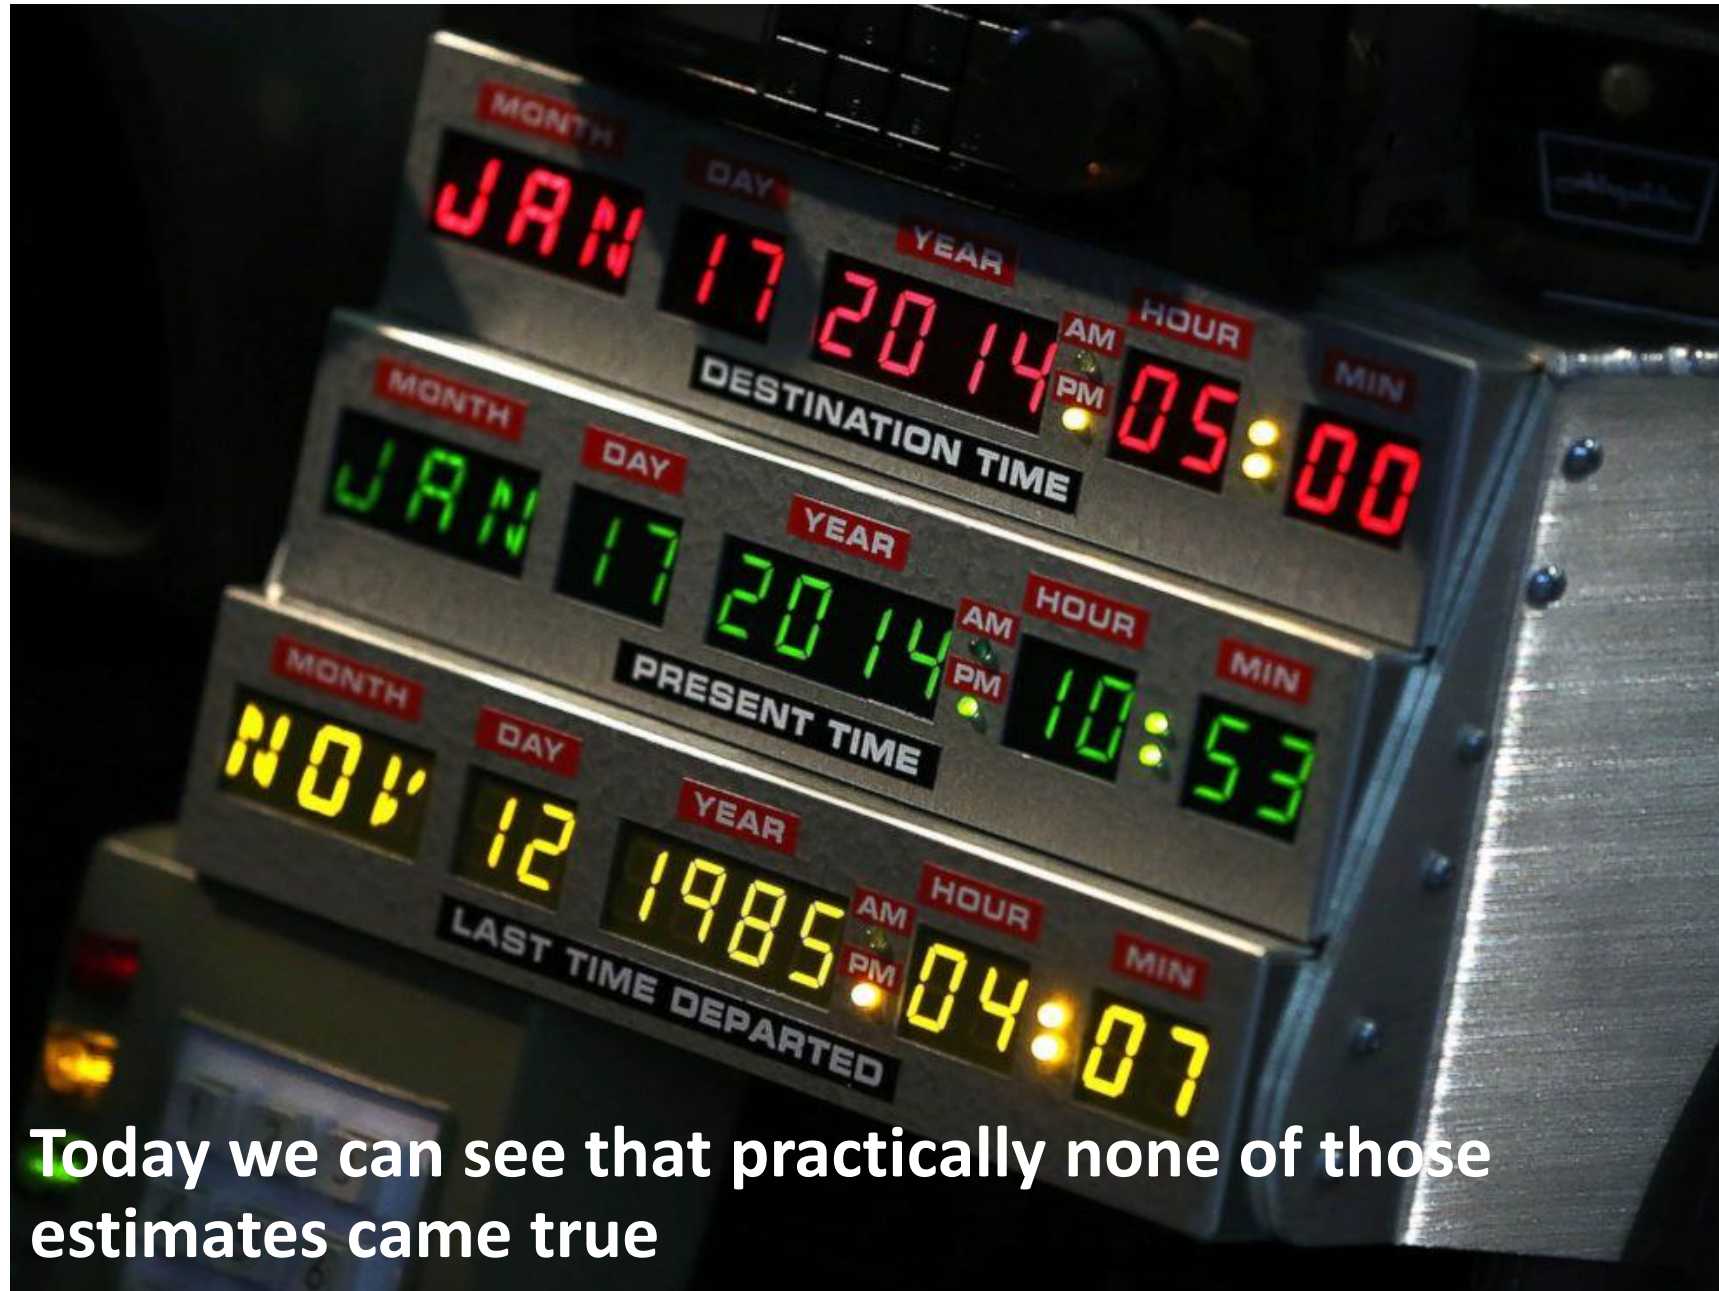 MONTH DAY YEAR HOUR MIN
JAN 17 2014 AM PM 05:00
DESTINATION TIME
MONTH DAY YEAR HOUR MIN
JAN 17 2014 AM PM 10:53
PRESENT TIME
MONTH DAY YEAR HOUR MIN
NOV 12 1985 AM PM 04:07
LAST TIME DEPARTED
Today we can see that practically none of those
estimates came true